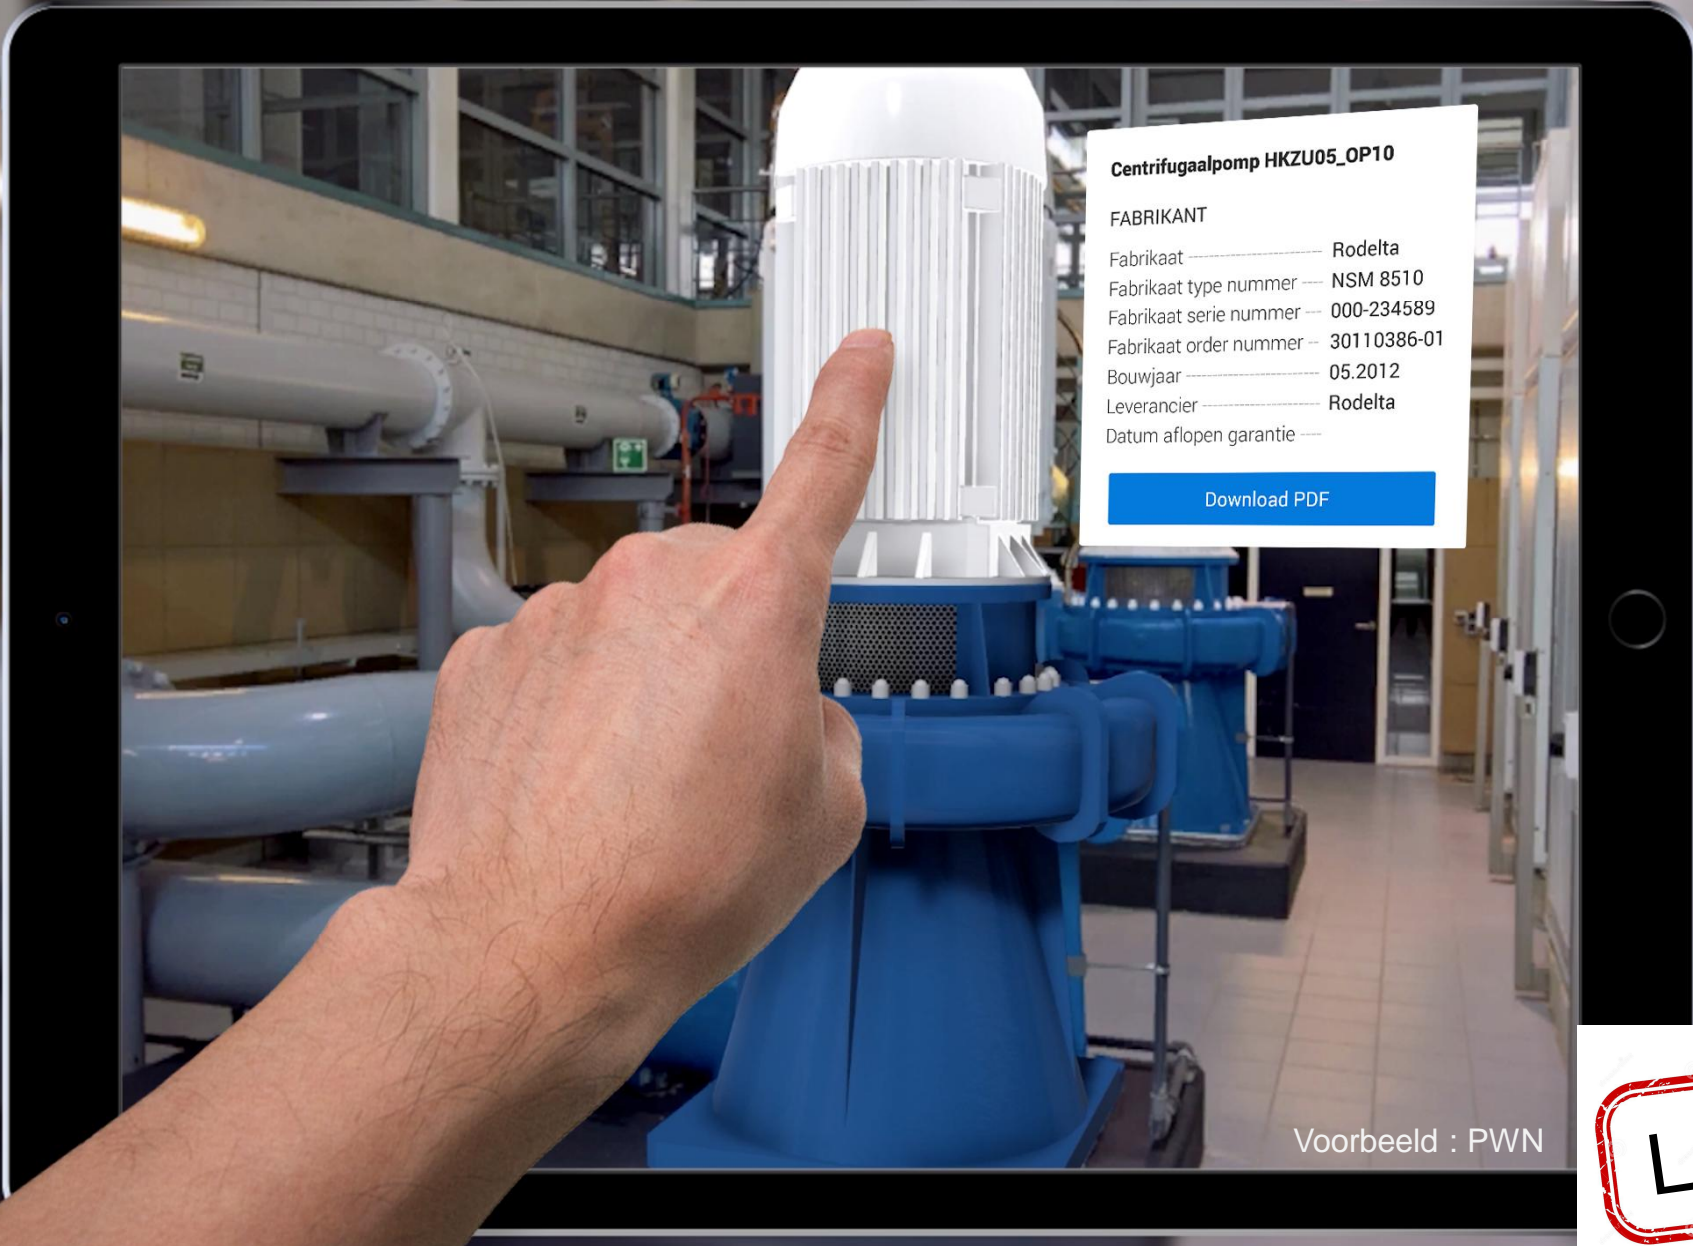 Centrifugaalpomp HKZU05_OP10
FABRIKANT
Fabrikaat Rodelta
Fabrikaat type nummer NSM 8510
Fabrikaat serie nummer 000-234589
Fabrikaat order nummer 30110386-01
Bouwjaar 05.2012
Leverancier Rodelta
Datum aflopen garantie
Download PDF
Voorbeeld : PWN
L